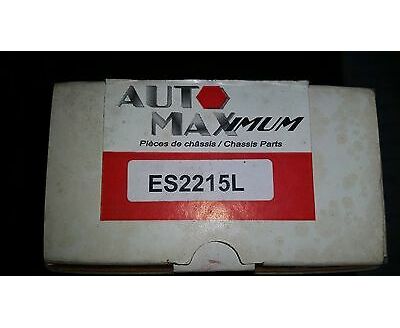 AUTO
MAXIMUM
Pièces de châssis / Chassis Parts
ES2215L